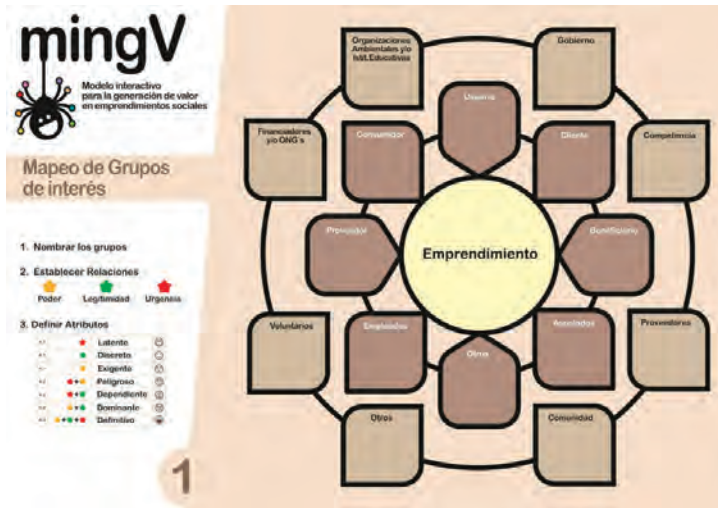 mingV
Modelo interactivo
para la generación de valor
en emprendimientos sociales
Mapeo de Grupos
de interés
1. Nombrar los grupos
2. Establecer Relaciones
Poder Legitimidad Urgencia
3. Definir Atributos
Latente
Discreto
Exigente
Peligroso
Dependiente
Dominante
Definitivo
1
Organizaciones
Ambientales y/o
Inst. Educativas
Gobierno
Usuario
Financiadores
y/o ONG's
Consumidor
Cliente
Competencia
Proveedor
Emprendimiento
Beneficiario
Voluntarios
Empleados
Otros
Asociados
Proveedores
Otros
Comunidad